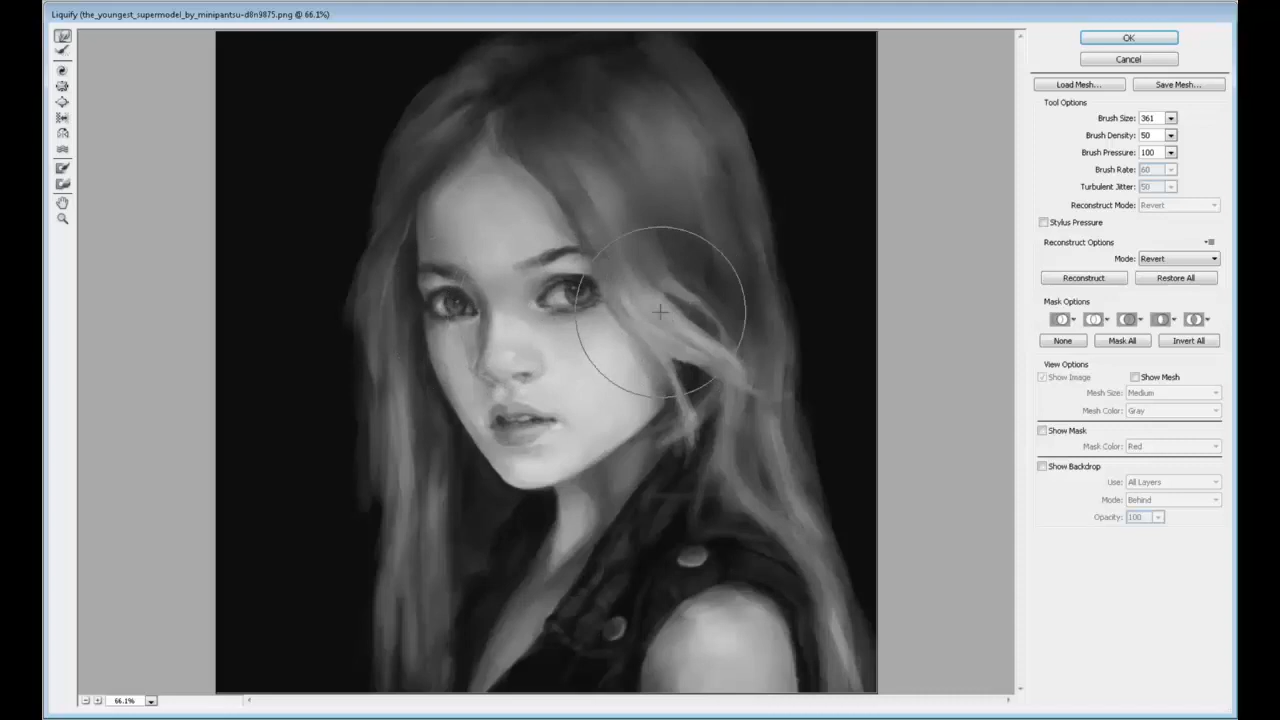 Liquify (the_youngest_supermodel_by_minipantsu-d8n9875.png @ 66.1%)
OK
Cancel
Load Mesh...
Save Mesh...
Tool Options
Brush Size: 361
Brush Density: 50
Brush Pressure: 100
Brush Rate: 60
Turbulent Jitter: 50
Reconstruct Mode: Revert
Stylus Pressure
Reconstruct Options
Mode: Revert
Reconstruct
Restore All
Mask Options
None
Mask All
Invert All
View Options
Show Image
Show Mesh
Mesh Size: Medium
Mesh Color: Gray
Show Mask
Mask Color: Red
Show Backdrop
Use: All Layers
Mode: Behind
Opacity: 100
66.1%